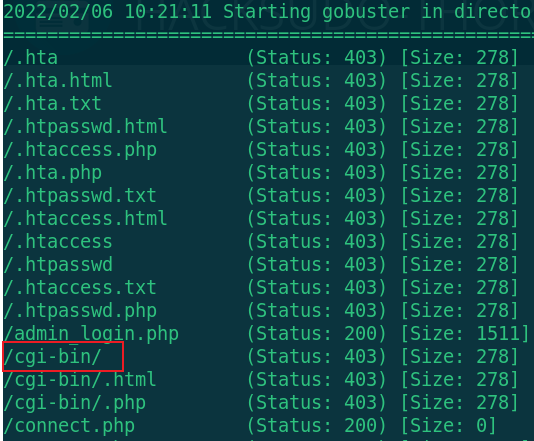 2022/02/06 10:21:11 Starting gobuster in directo
===============================================
/.hta (Status: 403) [Size: 278]
/.hta.html (Status: 403) [Size: 278]
/.hta.txt (Status: 403) [Size: 278]
/.htpasswd.html (Status: 403) [Size: 278]
/.htaccess.php (Status: 403) [Size: 278]
/.hta.php (Status: 403) [Size: 278]
/.htpasswd.txt (Status: 403) [Size: 278]
/.htaccess.html (Status: 403) [Size: 278]
/.htaccess (Status: 403) [Size: 278]
/.htpasswd (Status: 403) [Size: 278]
/.htaccess.txt (Status: 403) [Size: 278]
/.htpasswd.php (Status: 403) [Size: 278]
/admin_login.php (Status: 200) [Size: 1511]
/cgi-bin/ (Status: 403) [Size: 278]
/cgi-bin/.html (Status: 403) [Size: 278]
/cgi-bin/.php (Status: 403) [Size: 278]
/connect.php (Status: 200) [Size: 0]